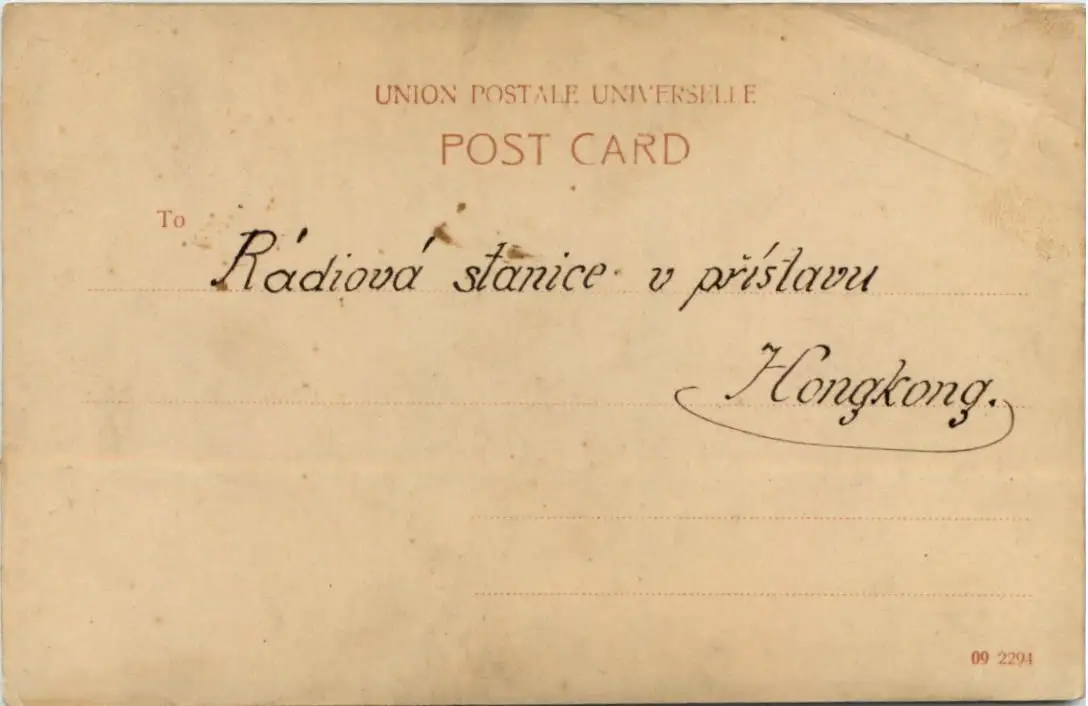 UNION POSTALE UNIVERSELLE
POST CARD
To
Rádiová stanice v přístavu
Hongkong.
09 2294